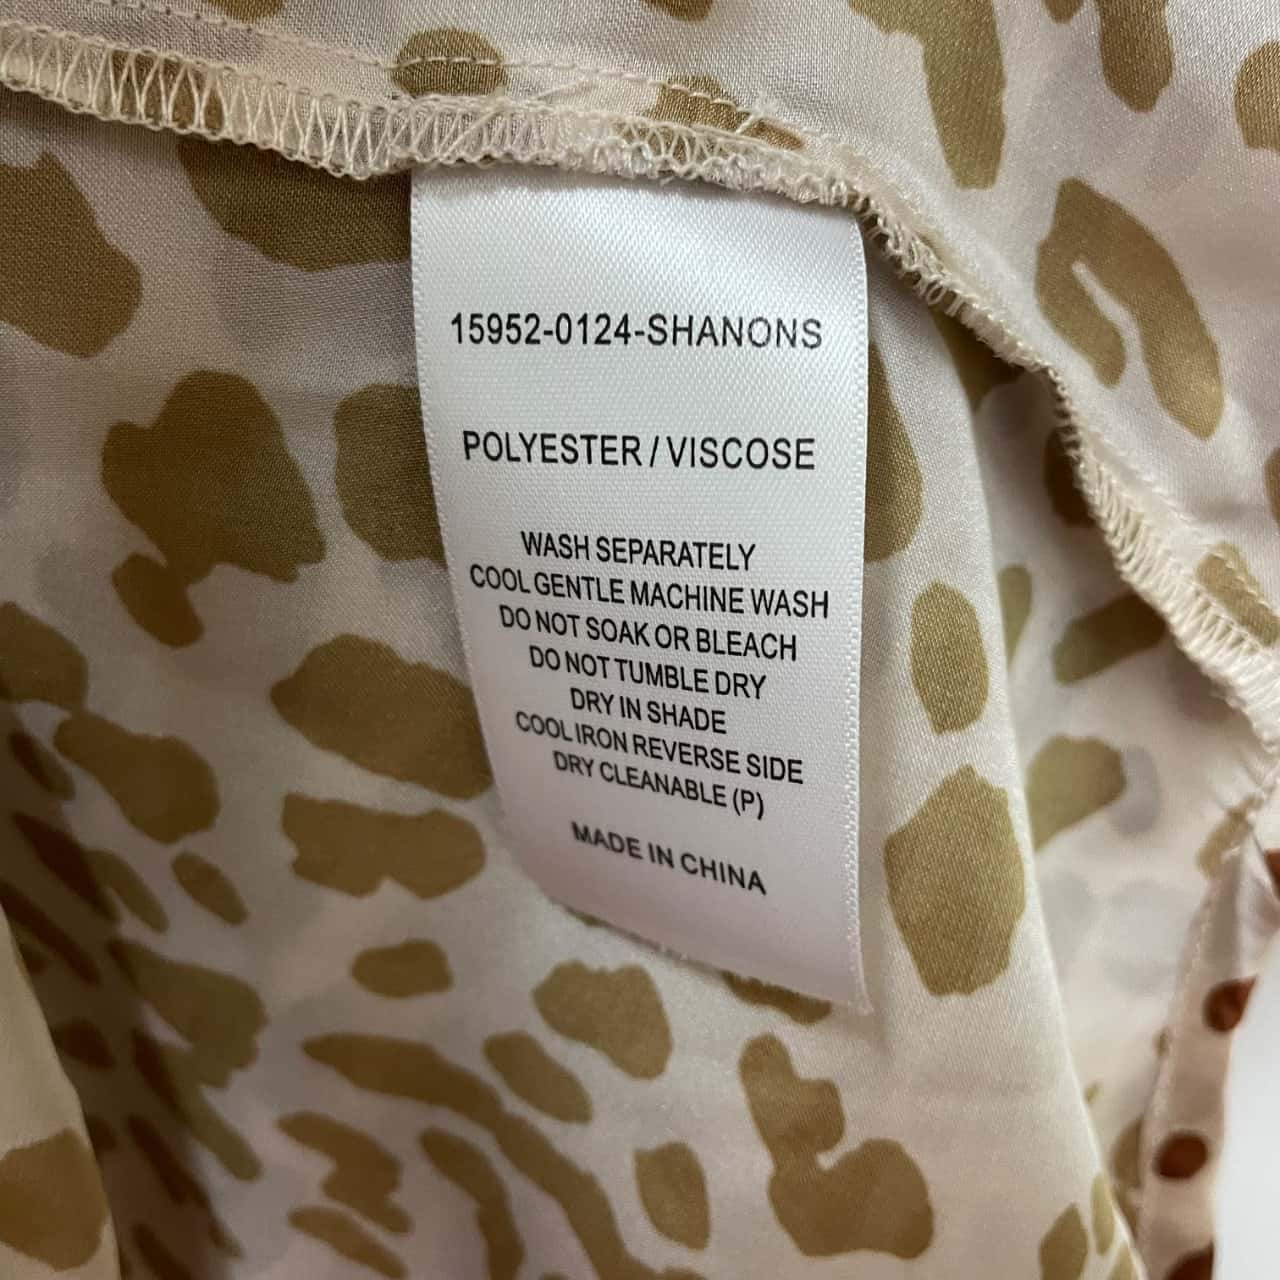 15952-0124-SHANONS
POLYESTER / VISCOSE
WASH SEPARATELY
COOL GENTLE MACHINE WASH
DO NOT SOAK OR BLEACH
DO NOT TUMBLE DRY
DRY IN SHADE
COOL IRON REVERSE SIDE
DRY CLEANABLE (P)
MADE IN CHINA